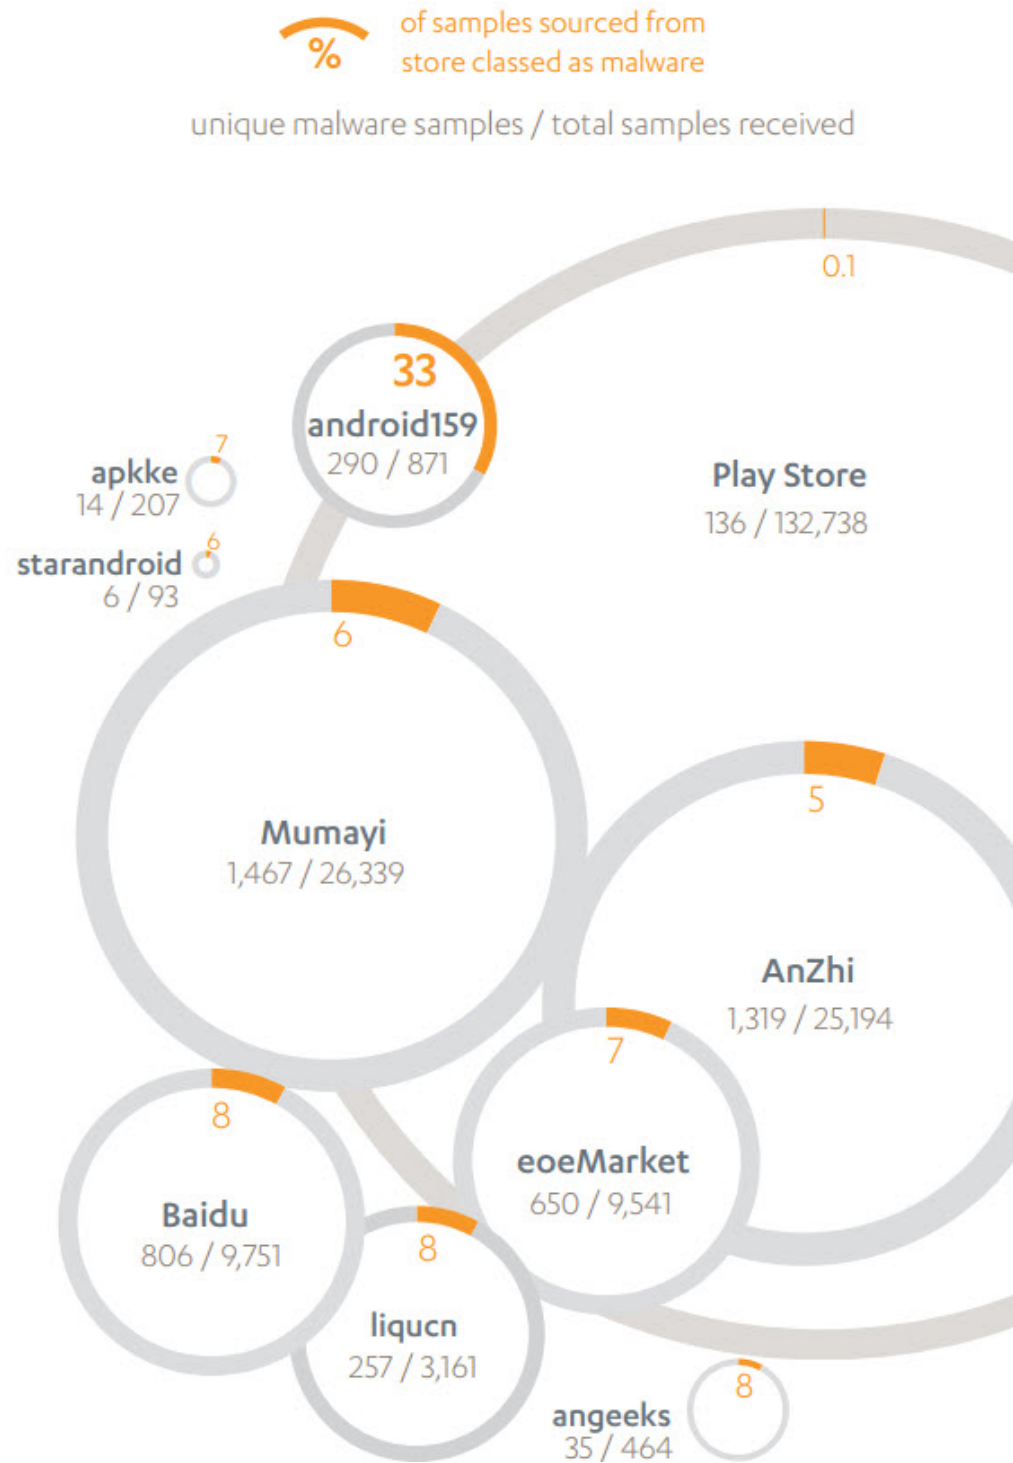 %
of samples sourced from
store classed as malware
unique malware samples / total samples received
0.1
Play Store
136 / 132,738
33
android159
290 / 871
7
apkke
14 / 207
6
starandroid
6 / 93
6
Mumayi
1,467 / 26,339
5
AnZhi
1,319 / 25,194
7
eoeMarket
650 / 9,541
8
Baidu
806 / 9,751
8
liqucn
257 / 3,161
8
angeeks
35 / 464